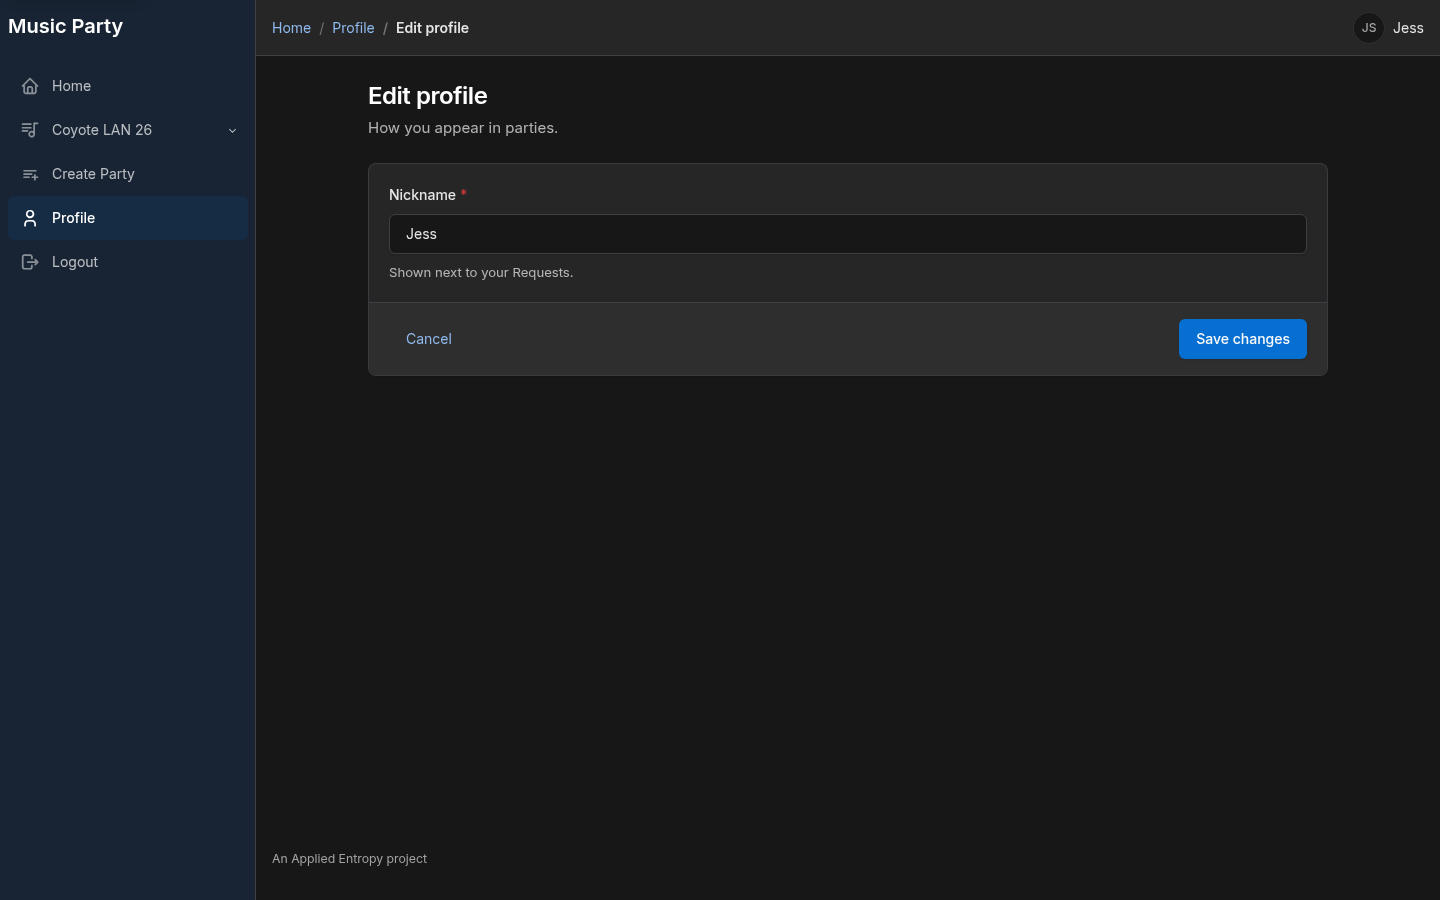 Music Party
Home
Coyote LAN 26
Create Party
Profile
Logout
Home / Profile / Edit profile
JS Jess
Edit profile
How you appear in parties.
Nickname *
Jess
Shown next to your Requests.
Cancel
Save changes
An Applied Entropy project